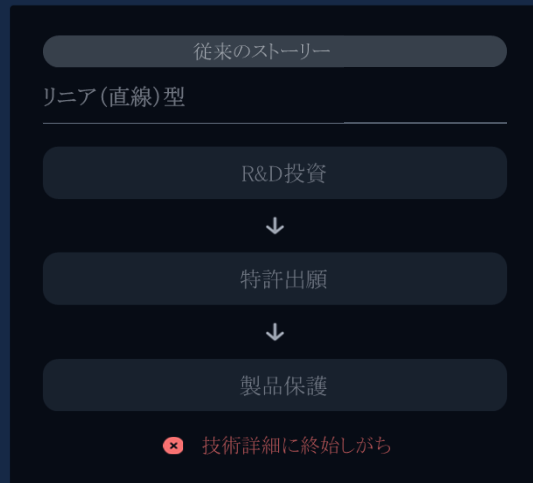 従来のストーリー
リニア（直線）型
R&D投資
特許出願
製品保護
技術詳細に終始しがち